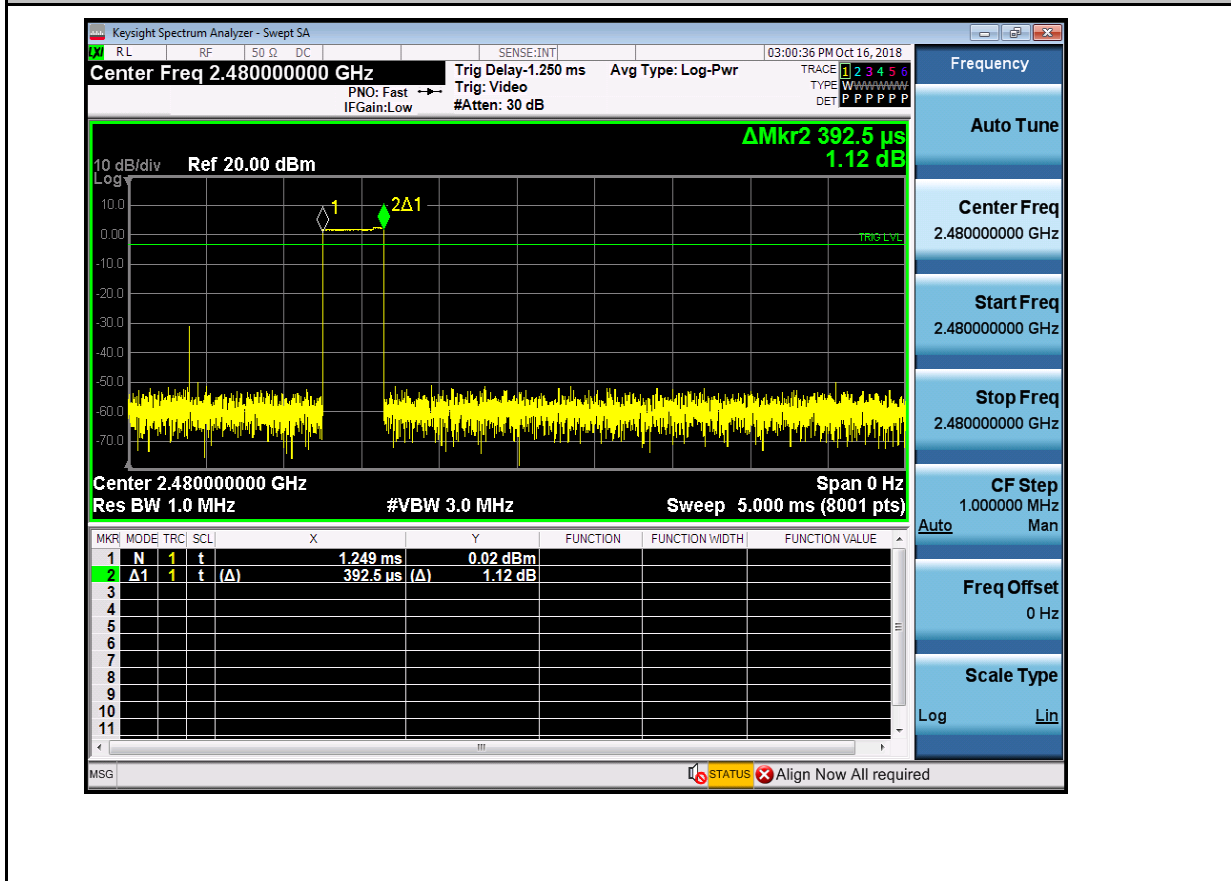 Keysight Spectrum Analyzer - Swept SA
LXI RL RF 50 Ω DC SENSE:INT 03:00:36 PM Oct 16, 2018
Center Freq 2.480000000 GHz Trig Delay-1.250 ms Avg Type: Log-Pwr TRACE 1 2 3 4 5 6
PNO: Fast Trig: Video TYPE WWWWWW
IFGain:Low #Atten: 30 dB DET P P P P P P
ΔMkr2 392.5 µs
1.12 dB
10 dB/div Ref 20.00 dBm
Log
10.0
0.00
-10.0
-20.0
-30.0
-40.0
-50.0
-60.0
-70.0
1
2Δ1
TRIG LVL
Center 2.480000000 GHz Span 0 Hz
Res BW 1.0 MHz #VBW 3.0 MHz Sweep 5.000 ms (8001 pts)
MKR MODE TRC SCL X Y FUNCTION FUNCTION WIDTH FUNCTION VALUE
1 N 1 t 1.249 ms 0.02 dBm
2 Δ1 1 t (Δ) 392.5 µs (Δ) 1.12 dB
3
4
5
6
7
8
9
10
11
MSG STATUS Align Now All required
Frequency
Auto Tune
Center Freq
2.480000000 GHz
Start Freq
2.480000000 GHz
Stop Freq
2.480000000 GHz
CF Step
1.000000 MHz
Auto Man
Freq Offset
0 Hz
Scale Type
Log Lin